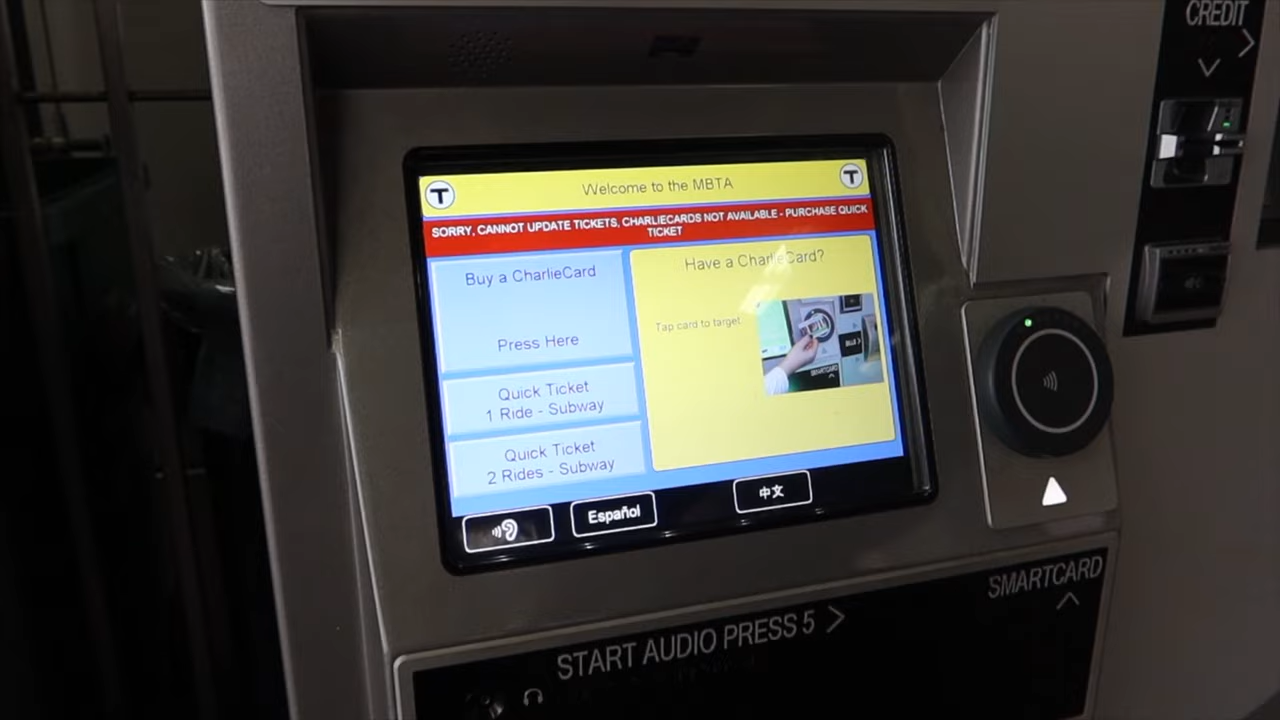 CREDIT
T
Welcome to the MBTA
T
SORRY, CANNOT UPDATE TICKETS, CHARLIECARDS NOT AVAILABLE - PURCHASE QUICK
TICKET
Buy a CharlieCard
Press Here
Have a CharlieCard?
Tap card to target.
Quick Ticket
1 Ride - Subway
Quick Ticket
2 Rides - Subway
Español
中文
SMARTCARD
START AUDIO PRESS 5